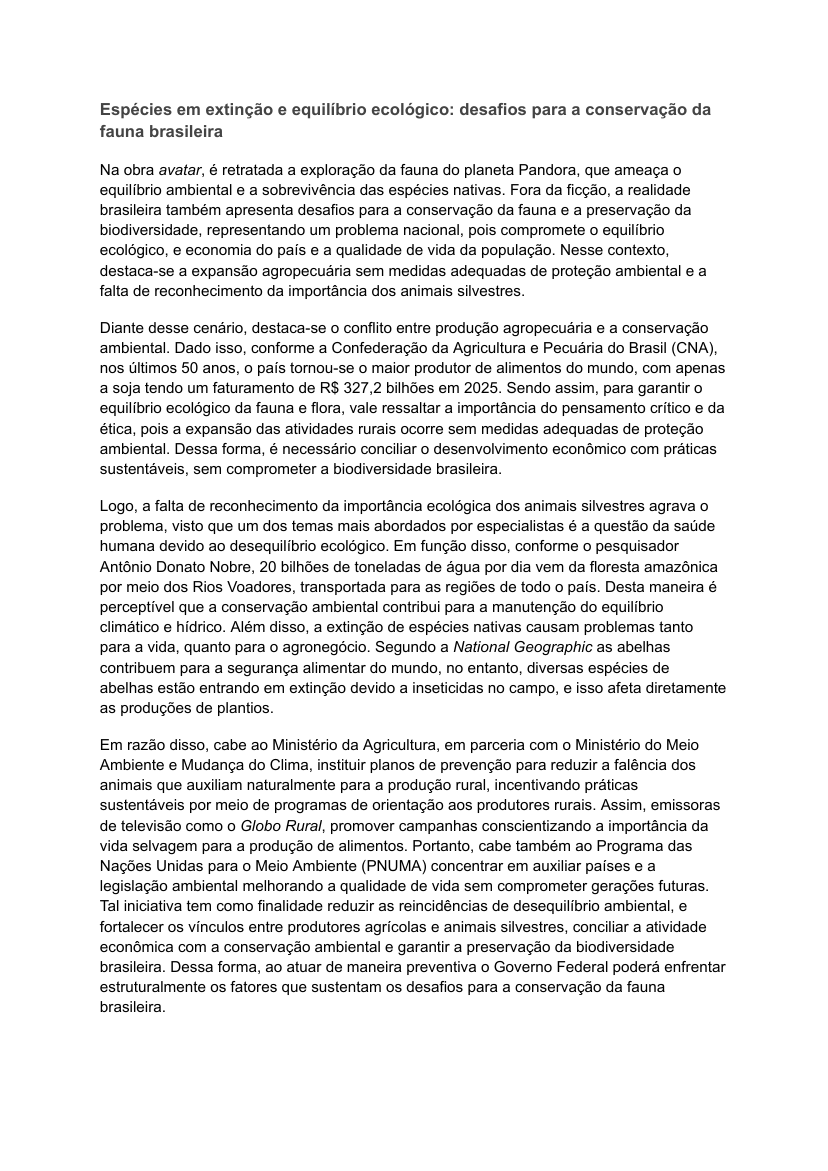 Espécies em extinção e equilíbrio ecológico: desafios para a conservação da
fauna brasileira
Na obra avatar, é retratada a exploração da fauna do planeta Pandora, que ameaça o
equilíbrio ambiental e a sobrevivência das espécies nativas. Fora da ficção, a realidade
brasileira também apresenta desafios para a conservação da fauna e a preservação da
biodiversidade, representando um problema nacional, pois compromete o equilíbrio
ecológico, e economia do país e a qualidade de vida da população. Nesse contexto,
destaca-se a expansão agropecuária sem medidas adequadas de proteção ambiental e a
falta de reconhecimento da importância dos animais silvestres.
Diante desse cenário, destaca-se o conflito entre produção agropecuária e a conservação
ambiental. Dado isso, conforme a Confederação da Agricultura e Pecuária do Brasil (CNA),
nos últimos 50 anos, o país tornou-se o maior produtor de alimentos do mundo, com apenas
a soja tendo um faturamento de R$ 327,2 bilhões em 2025. Sendo assim, para garantir o
equilíbrio ecológico da fauna e flora, vale ressaltar a importância do pensamento crítico e da
ética, pois a expansão das atividades rurais ocorre sem medidas adequadas de proteção
ambiental. Dessa forma, é necessário conciliar o desenvolvimento econômico com práticas
sustentáveis, sem comprometer a biodiversidade brasileira.
Logo, a falta de reconhecimento da importância ecológica dos animais silvestres agrava o
problema, visto que um dos temas mais abordados por especialistas é a questão da saúde
humana devido ao desequilíbrio ecológico. Em função disso, conforme o pesquisador
Antônio Donato Nobre, 20 bilhões de toneladas de água por dia vem da floresta amazônica
por meio dos Rios Voadores, transportada para as regiões de todo o país. Desta maneira é
perceptível que a conservação ambiental contribui para a manutenção do equilíbrio
climático e hídrico. Além disso, a extinção de espécies nativas causam problemas tanto
para a vida, quanto para o agronegócio. Segundo a National Geographic as abelhas
contribuem para a segurança alimentar do mundo, no entanto, diversas espécies de
abelhas estão entrando em extinção devido a inseticidas no campo, e isso afeta diretamente
as produções de plantios.
Em razão disso, cabe ao Ministério da Agricultura, em parceria com o Ministério do Meio
Ambiente e Mudança do Clima, instituir planos de prevenção para reduzir a falência dos
animais que auxiliam naturalmente para a produção rural, incentivando práticas
sustentáveis por meio de programas de orientação aos produtores rurais. Assim, emissoras
de televisão como o Globo Rural, promover campanhas conscientizando a importância da
vida selvagem para a produção de alimentos. Portanto, cabe também ao Programa das
Nações Unidas para o Meio Ambiente (PNUMA) concentrar em auxiliar países e a
legislação ambiental melhorando a qualidade de vida sem comprometer gerações futuras.
Tal iniciativa tem como finalidade reduzir as reincidências de desequilíbrio ambiental, e
fortalecer os vínculos entre produtores agrícolas e animais silvestres, conciliar a atividade
econômica com a conservação ambiental e garantir a preservação da biodiversidade
brasileira. Dessa forma, ao atuar de maneira preventiva o Governo Federal poderá enfrentar
estruturalmente os fatores que sustentam os desafios para a conservação da fauna
brasileira.